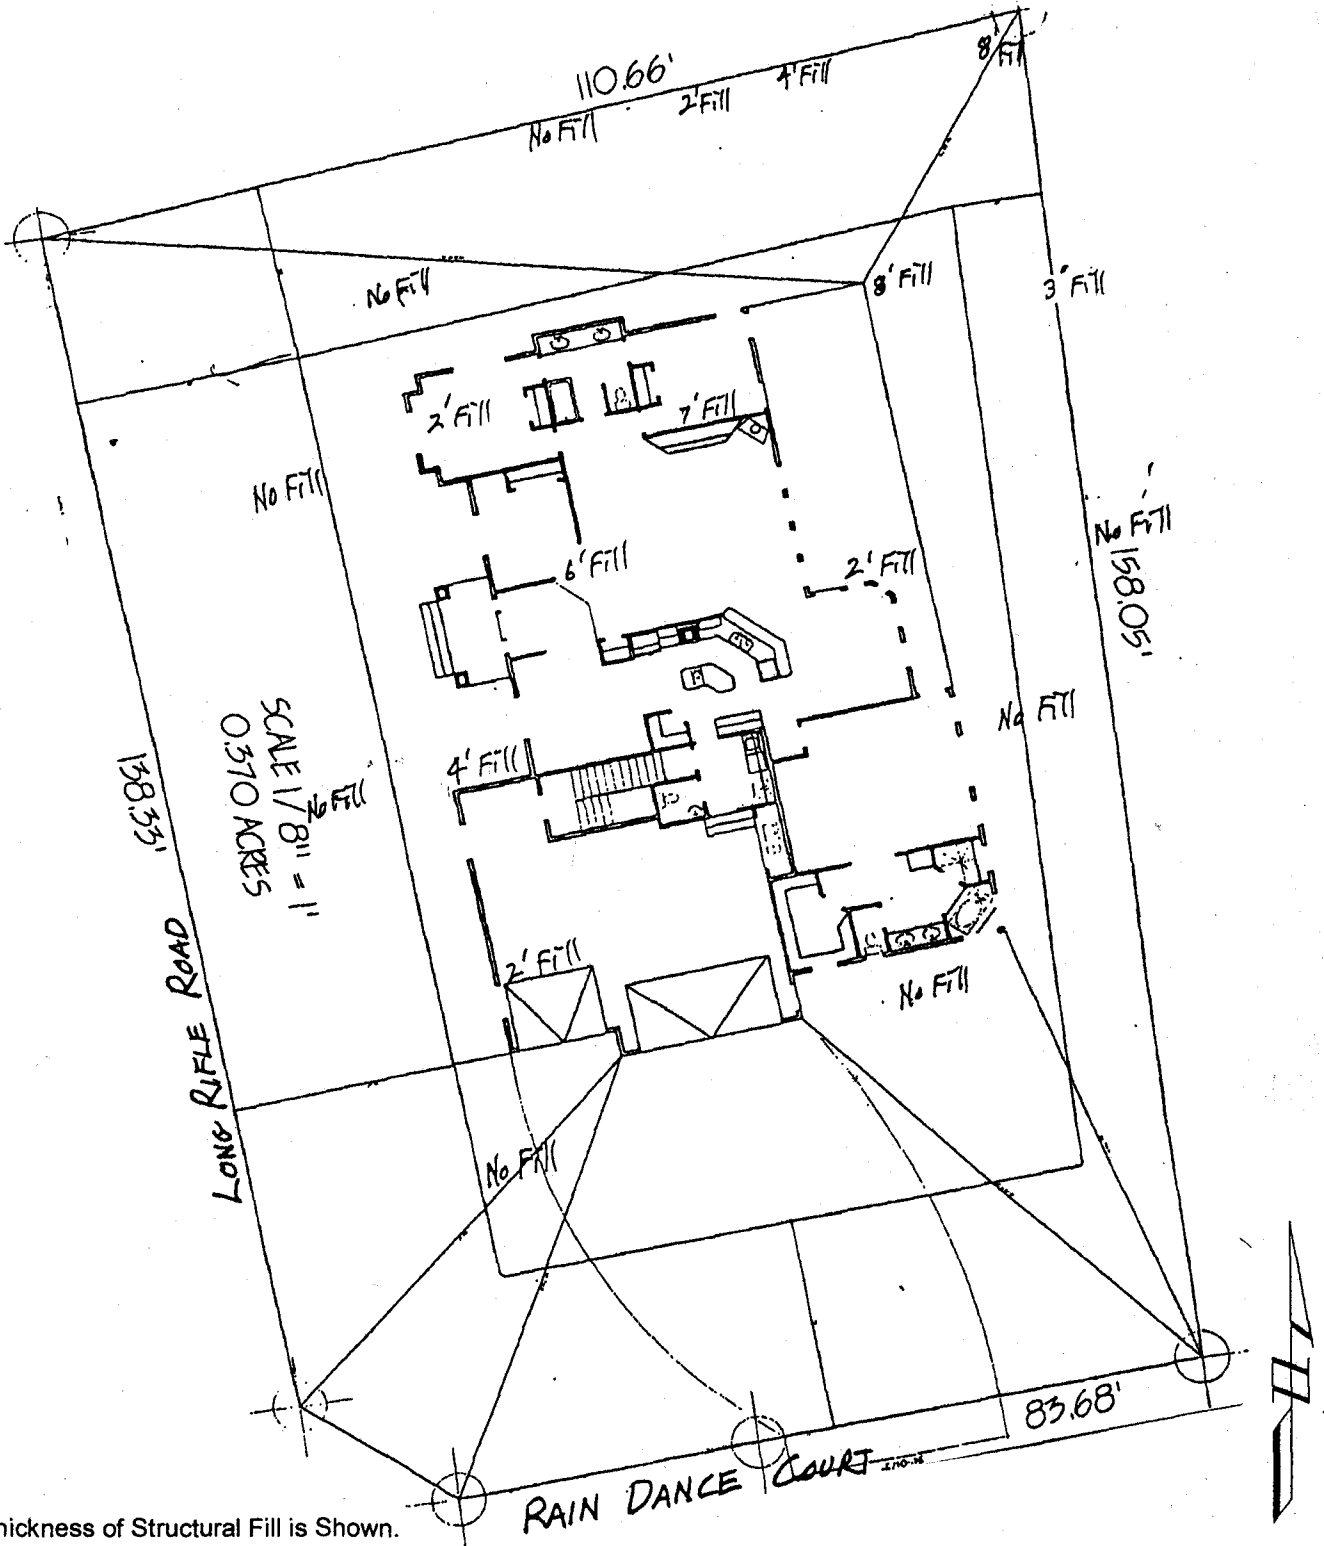 8' Fill
110.66'
4' Fill
2' Fill
No Fill
No Fill
8' Fill
3' Fill
2' Fill
7' Fill
No Fill
No Fill
158.05'
6' Fill
2' Fill
No Fill
4' Fill
138.33'
SCALE 1/8" = 1'
0.370 ACRES
No Fill
2' Fill
No Fill
LONG RIFLE ROAD
No Fill
83.68'
RAIN DANCE COURT
hickness of Structural Fill is Shown.